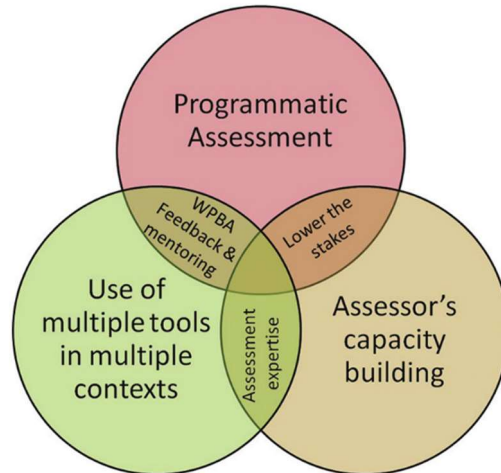 Programmatic
Assessment
WPBA
Feedback &
mentoring
Lower the
stakes
Use of
multiple tools
in multiple
contexts
Assessment
expertise
Assessor’s
capacity
building